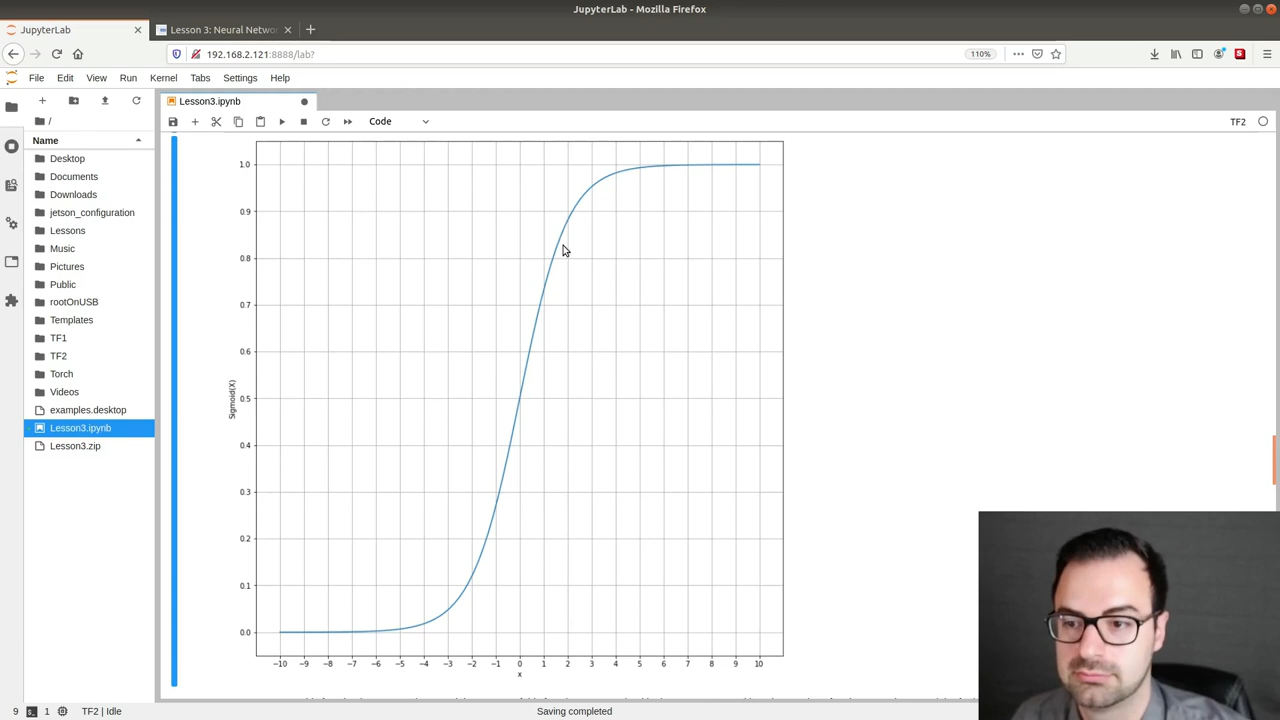 JupyterLab - Mozilla Firefox
JupyterLab
Lesson 3: Neural Netwo
192.168.2.121:8888/lab?
110%
File Edit View Run Kernel Tabs Settings Help
Lesson3.ipynb
/
Code
TF2
Name
Desktop
Documents
Downloads
jetson_configuration
Lessons
Music
Pictures
Public
rootOnUSB
Templates
TF1
TF2
Torch
Videos
examples.desktop
Lesson3.ipynb
Lesson3.zip
1.0
0.9
0.8
0.7
0.6
0.5
0.4
0.3
0.2
0.1
0.0
Sigmoid(X)
−10 −9 −8 −7 −6 −5 −4 −3 −2 −1 0 1 2 3 4 5 6 7 8 9 10
x
9 1 TF2 | Idle
Saving completed